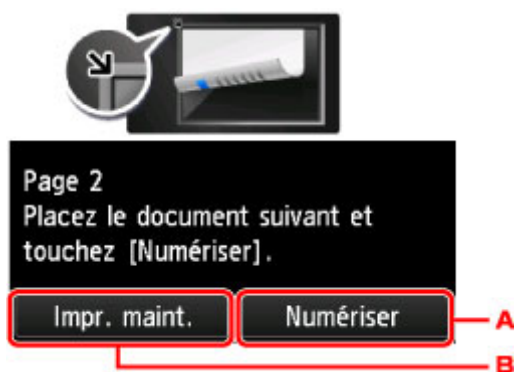 Page 2
Placez le document suivant et
touchez [Numériser].
Impr. maint.
Numériser
A
B